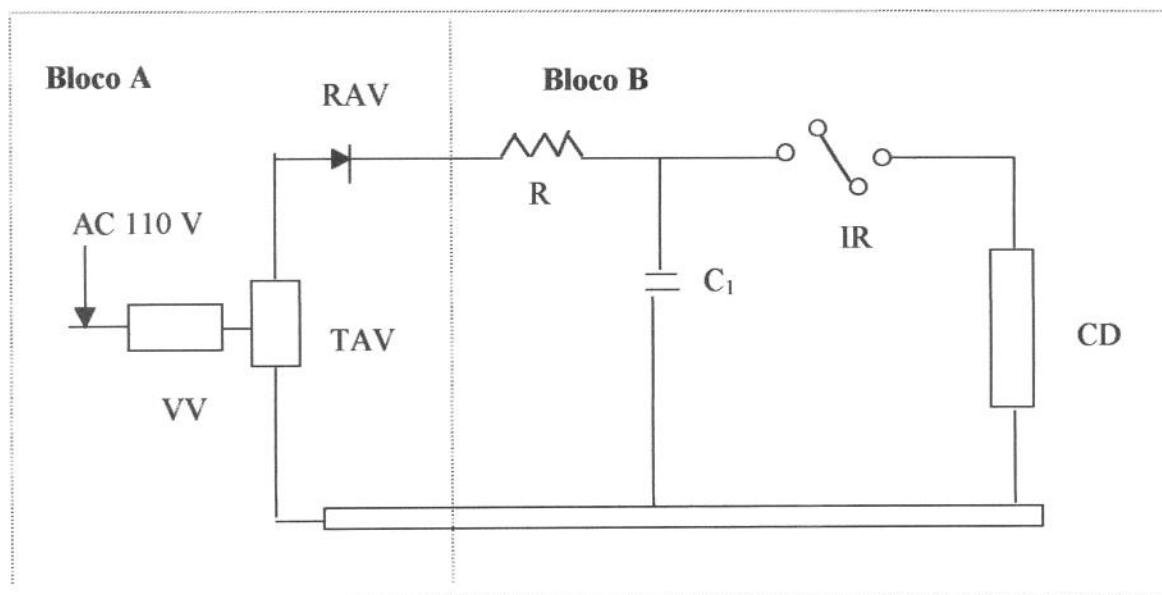 Bloco A
Bloco B
RAV
R
AC 110 V
IR
C₁
TAV
CD
VV